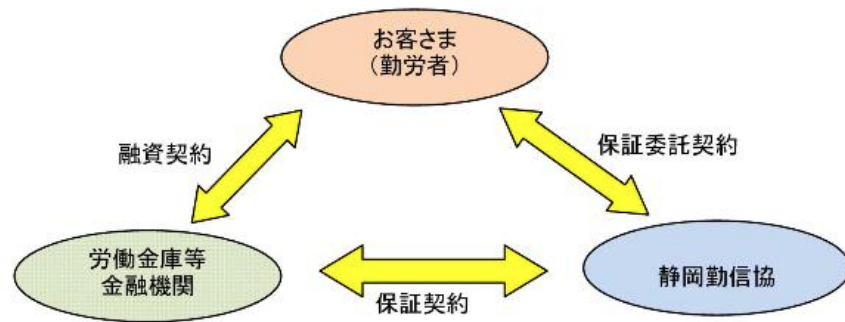 お客さま
（勤労者）
融資契約
保証委託契約
労働金庫等
金融機関
静岡勤信協
保証契約